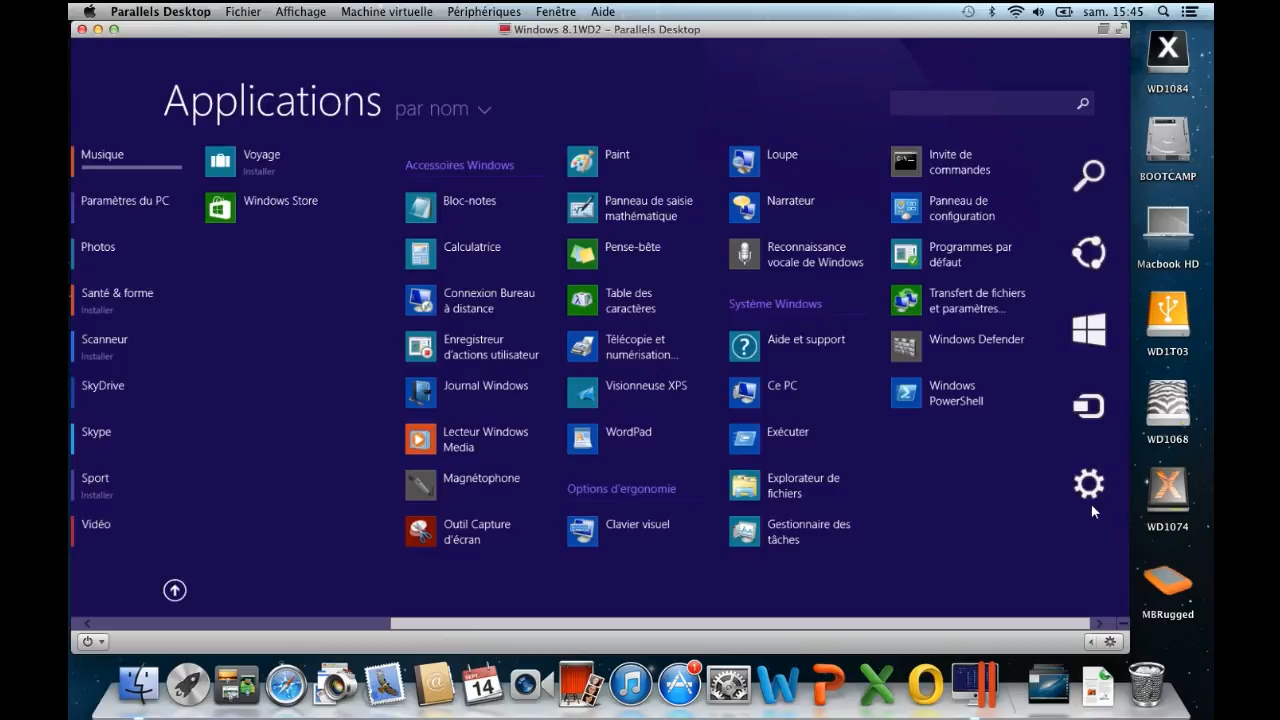 Parallels Desktop Fichier Affichage Machine virtuelle Périphériques Fenêtre Aide sam. 15:45
Windows 8.1WD2 – Parallels Desktop
Applications par nom
Musique
Paramètres du PC
Photos
Santé & forme
Installer
Scanneur
Installer
SkyDrive
Skype
Sport
Installer
Vidéo
Voyage
Installer
Windows Store
Accessoires Windows
Bloc-notes
Calculatrice
Connexion Bureau
à distance
Enregistreur
d'actions utilisateur
Journal Windows
Lecteur Windows
Media
Magnétophone
Outil Capture
d'écran
Paint
Panneau de saisie
mathématique
Pense-bête
Table des
caractères
Télécopie et
numérisation...
Visionneuse XPS
WordPad
Options d'ergonomie
Clavier visuel
Loupe
Narrateur
Reconnaissance
vocale de Windows
Système Windows
Aide et support
Ce PC
Exécuter
Explorateur de
fichiers
Gestionnaire des
tâches
Invite de
commandes
Panneau de
configuration
Programmes par
défaut
Transfert de fichiers
et paramètres...
Windows Defender
Windows
PowerShell
WD1084
BOOTCAMP
Macbook HD
WD1T03
WD1068
WD1074
MBRugged
SEPT.
14
1